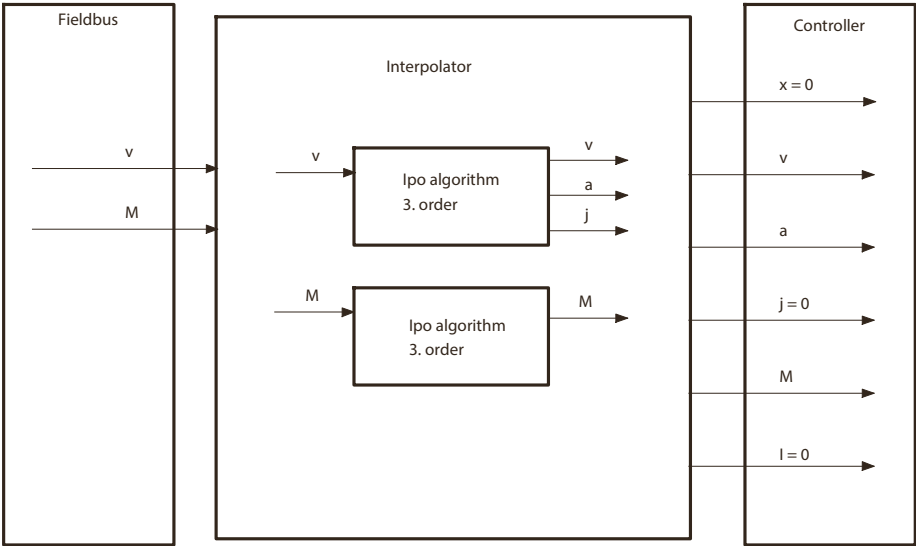 Fieldbus
v
M
Interpolator
v
Ipo algorithm
3. order
v
a
j
M
Ipo algorithm
3. order
M
Controller
x = 0
v
a
j = 0
M
I = 0